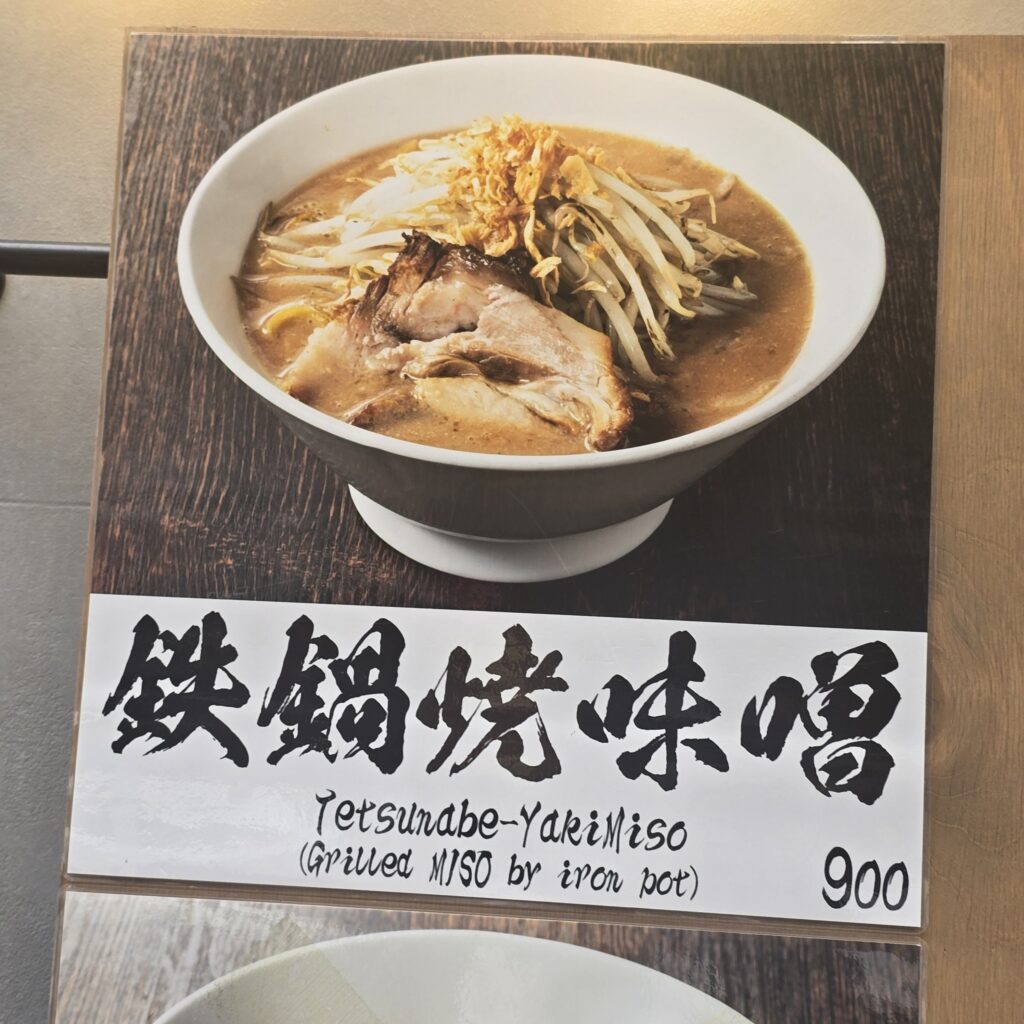 鉄鍋焼味噌
Tetsunabe-YakiMiso
(Grilled MISO by iron pot)
900